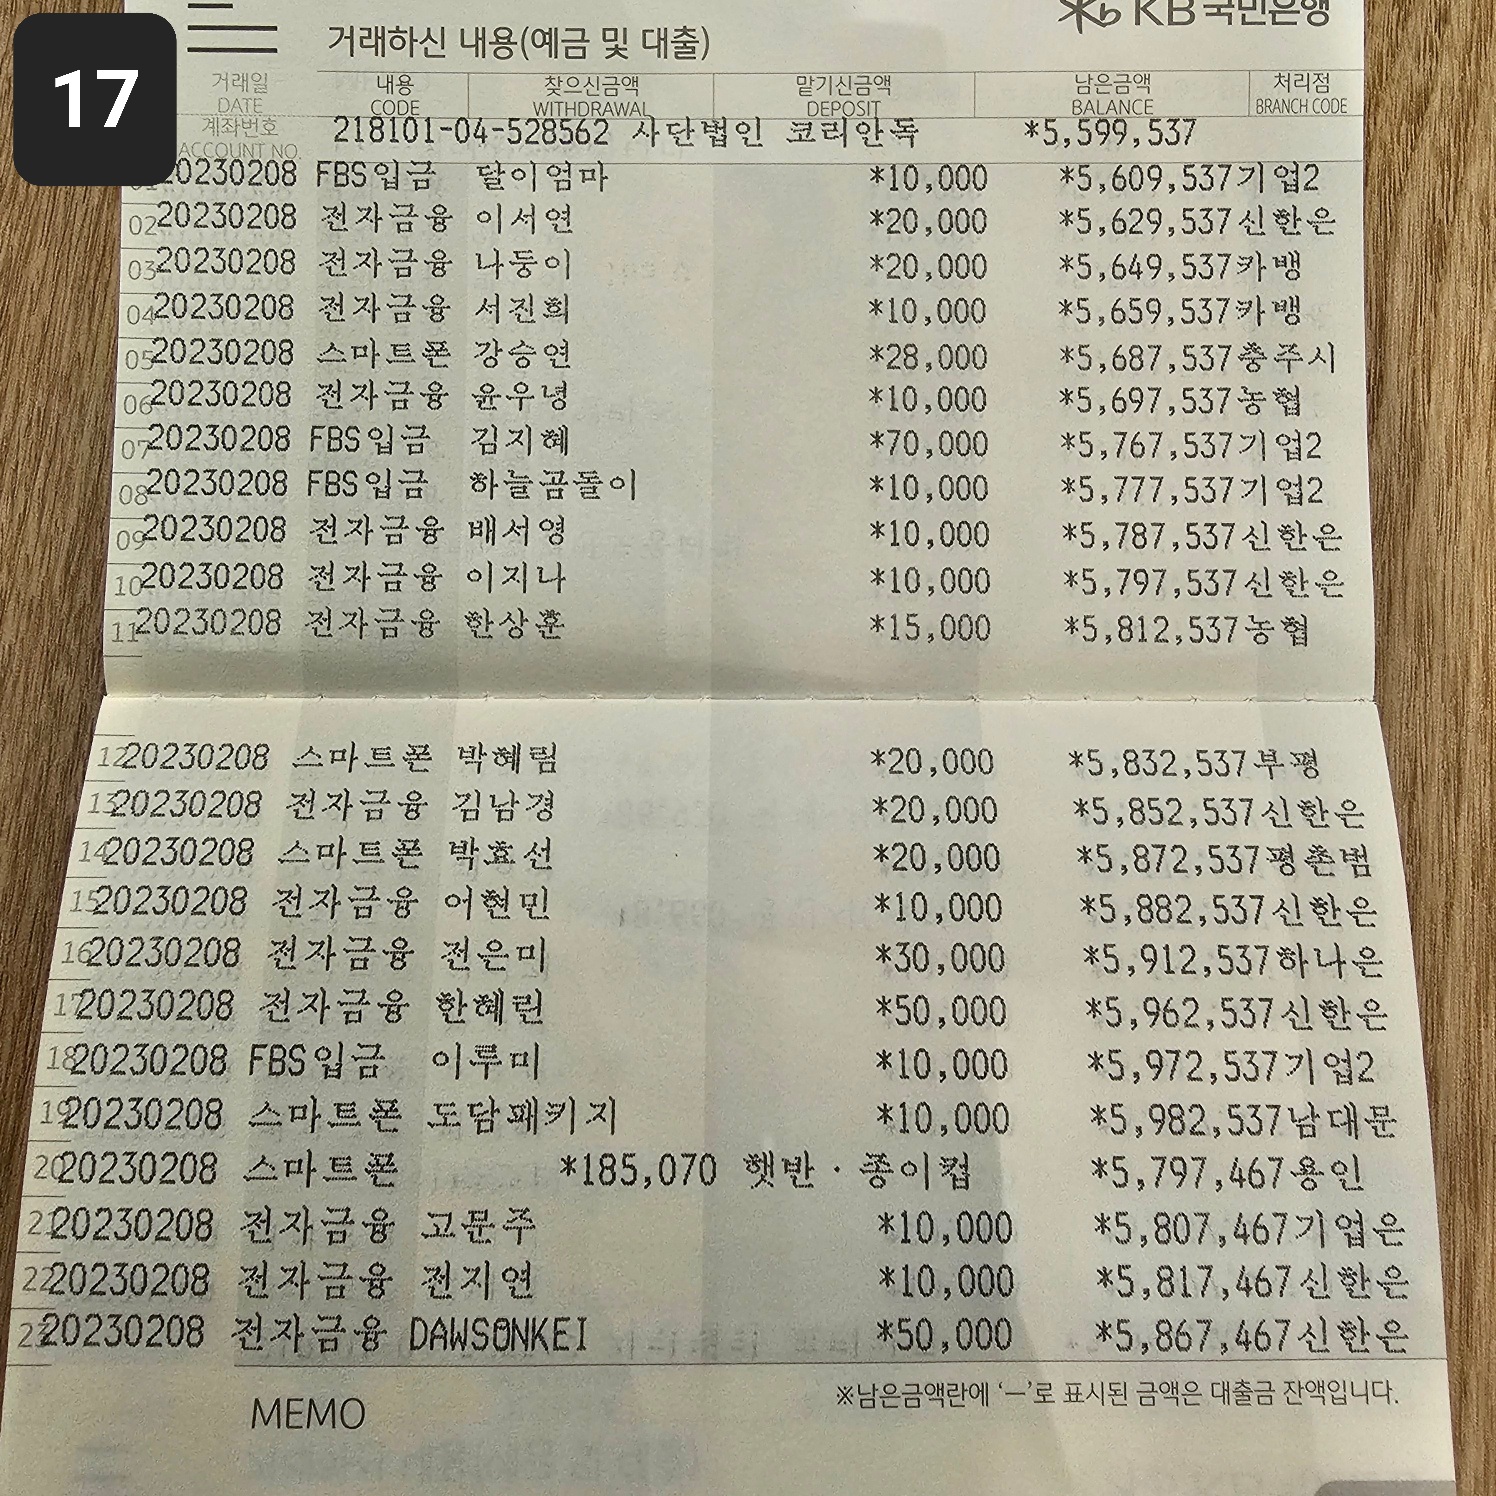 17
KB 국민은행
거래하신 내용(예금 및 대출)
거래일 내용 찾으신금액 맡기신금액 남은금액 처리점
DATE CODE WITHDRAWAL DEPOSIT BALANCE BRANCH CODE
계좌번호 218101-04-528562 사단법인 코리안독 *5,599,537
ACCOUNT NO
01 20230208 FBS입금 달이엄마 *10,000 *5,609,537기업2
02 20230208 전자금융 이서연 *20,000 *5,629,537신한은
03 20230208 전자금융 나둥이 *20,000 *5,649,537카뱅
04 20230208 전자금융 서진희 *10,000 *5,659,537카뱅
05 20230208 스마트폰 강승연 *28,000 *5,687,537충주시
06 20230208 전자금융 윤우녕 *10,000 *5,697,537농협
07 20230208 FBS입금 김지혜 *70,000 *5,767,537기업2
08 20230208 FBS입금 하늘곰돌이 *10,000 *5,777,537기업2
09 20230208 전자금융 배서영 *10,000 *5,787,537신한은
10 20230208 전자금융 이지나 *10,000 *5,797,537신한은
11 20230208 전자금융 한상훈 *15,000 *5,812,537농협
12 20230208 스마트폰 박혜림 *20,000 *5,832,537부평
13 20230208 전자금융 김남경 *20,000 *5,852,537신한은
14 20230208 스마트폰 박효선 *20,000 *5,872,537평촌범
15 20230208 전자금융 어현민 *10,000 *5,882,537신한은
16 20230208 전자금융 전은미 *30,000 *5,912,537하나은
17 20230208 전자금융 한혜린 *50,000 *5,962,537신한은
18 20230208 FBS입금 이루미 *10,000 *5,972,537기업2
19 20230208 스마트폰 도담패키지 *10,000 *5,982,537남대문
20 20230208 스마트폰 *185,070 햇반·종이컵 *5,797,467용인
21 20230208 전자금융 고문주 *10,000 *5,807,467기업은
22 20230208 전자금융 전지연 *10,000 *5,817,467신한은
23 20230208 전자금융 DAWSONKEI *50,000 *5,867,467신한은
※남은금액란에 ‘—’로 표시된 금액은 대출금 잔액입니다.
MEMO